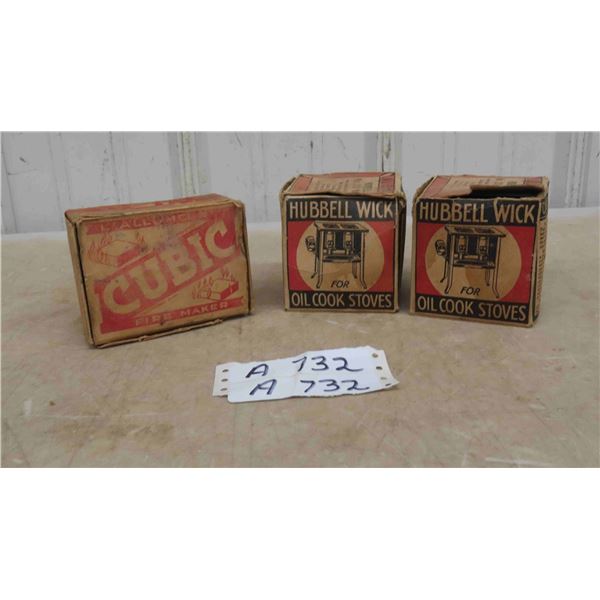 CUBIC
FIRE MAKER
HUBBELL WICK
FOR
OIL COOK STOVES
HUBBELL WICK
FOR
OIL COOK STOVES
A 732
A 732